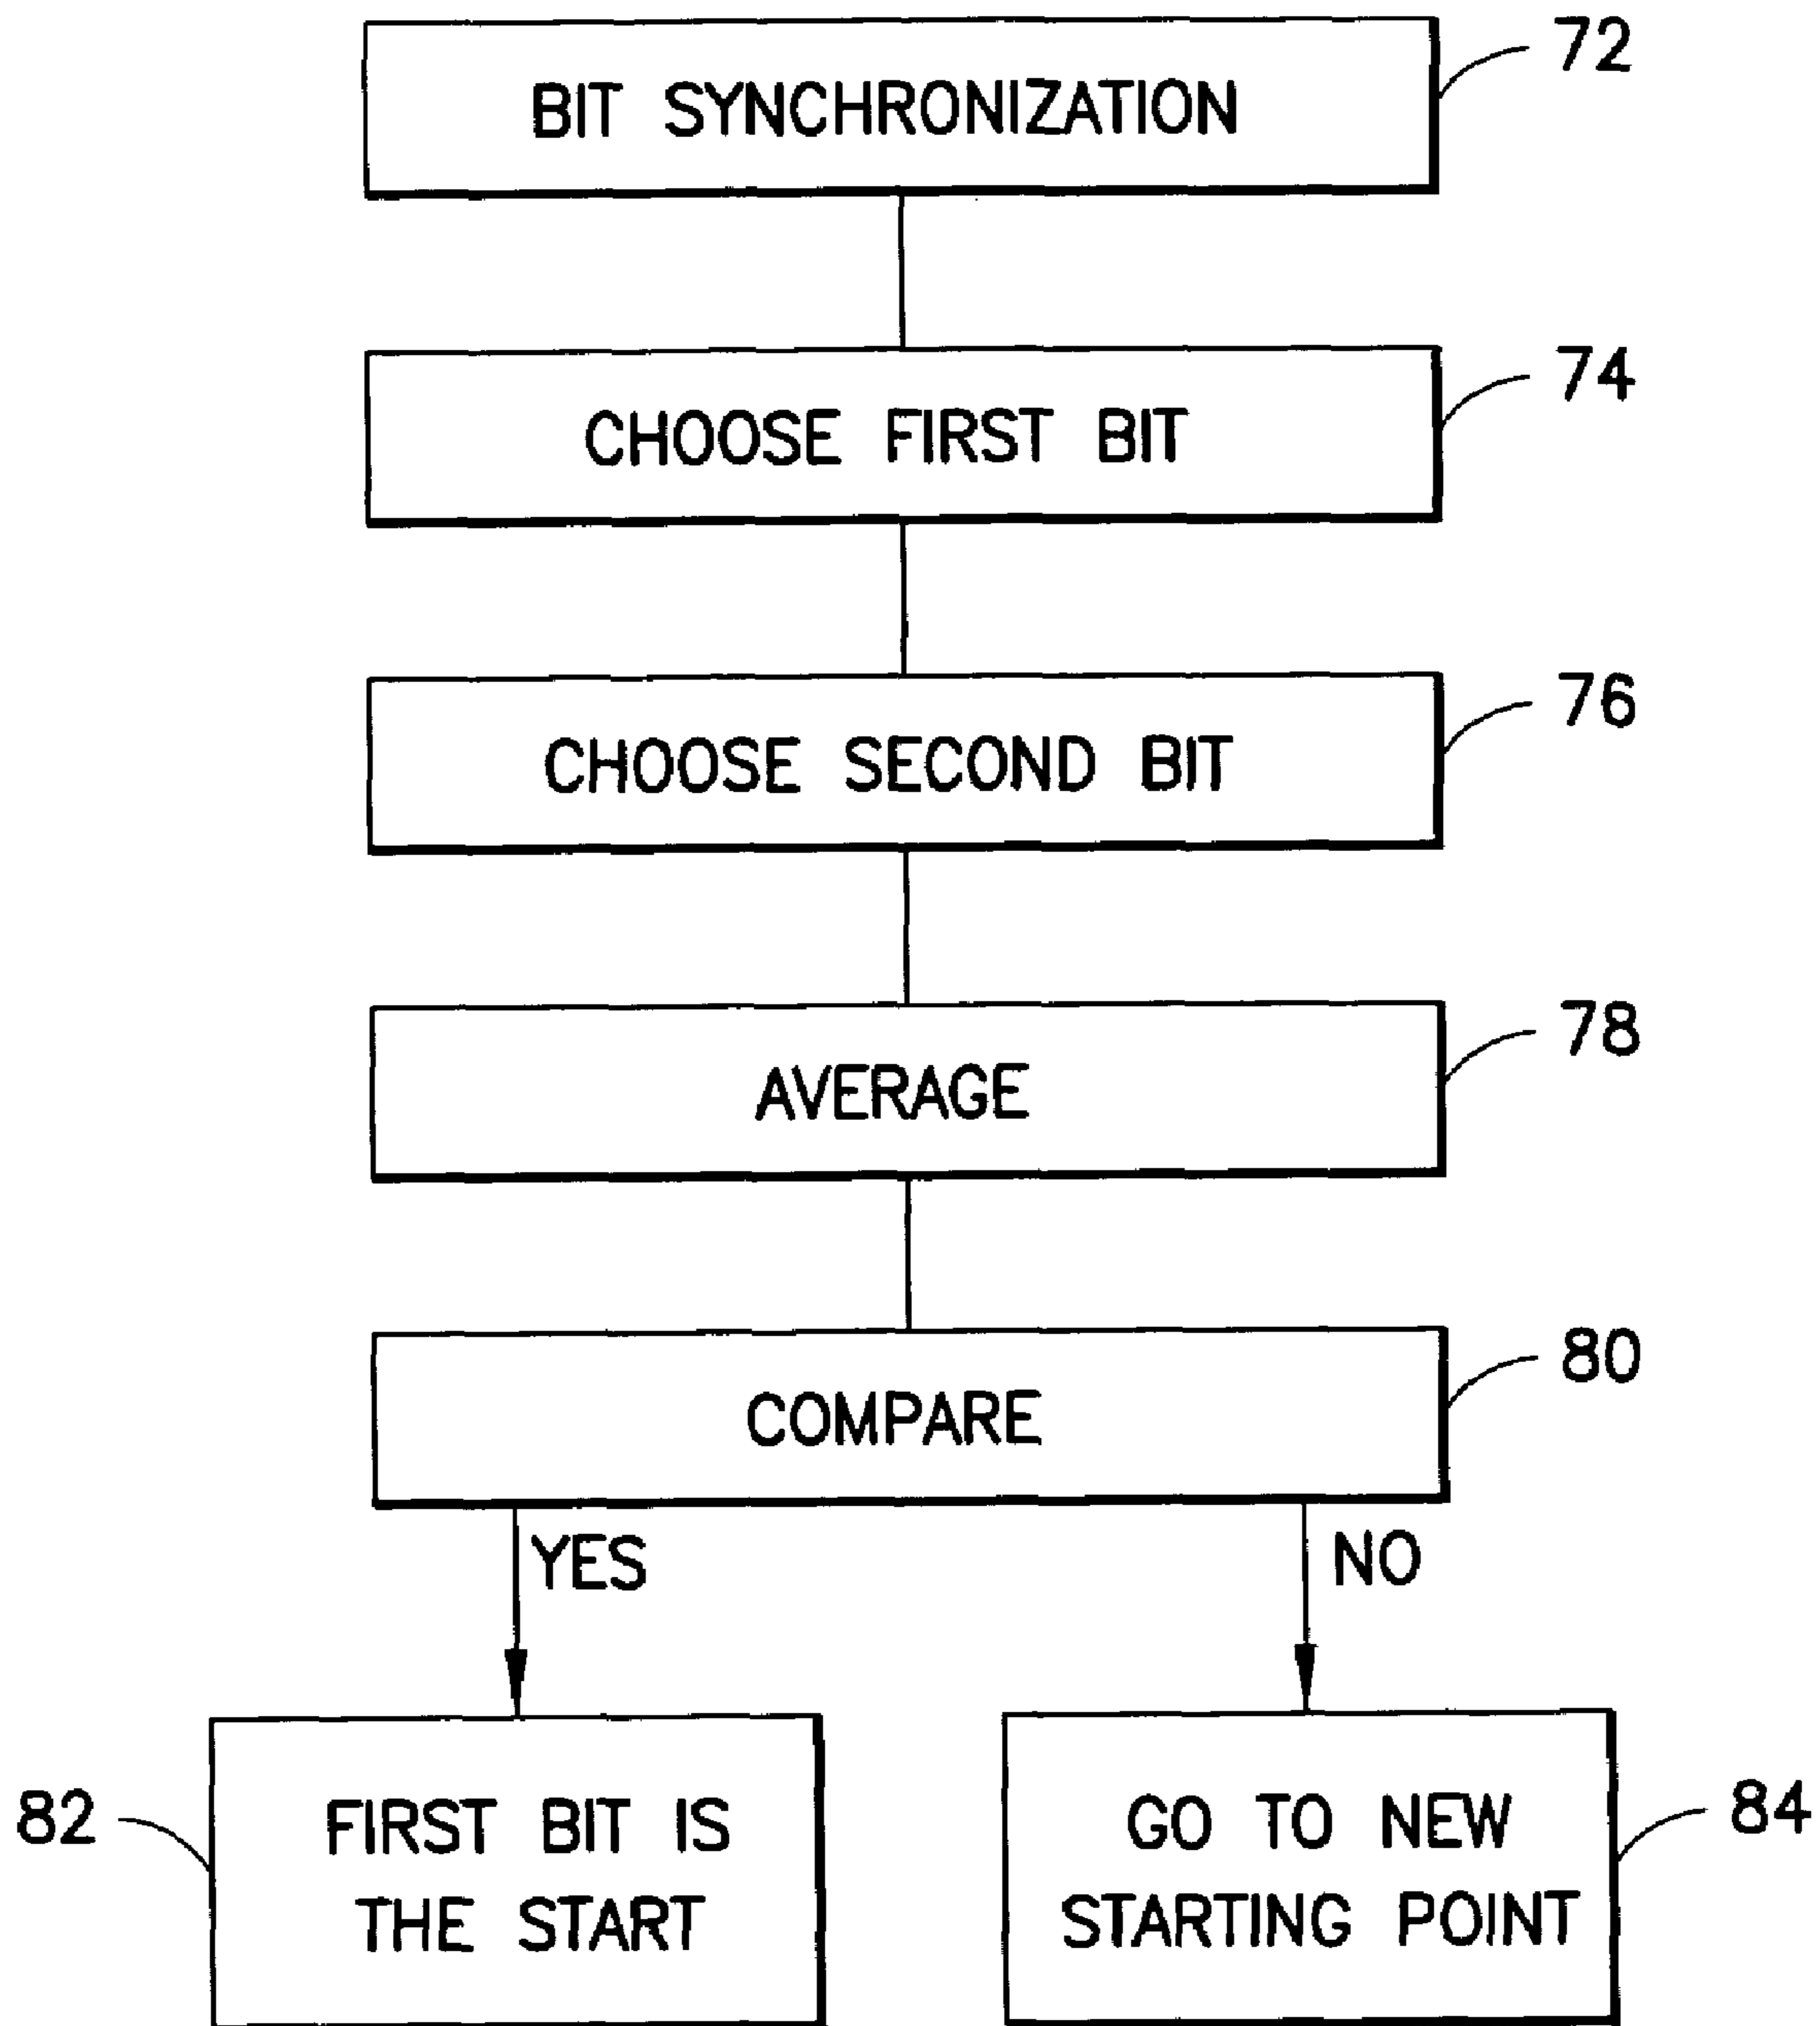 BIT SYNCHRONIZATION
72
CHOOSE FIRST BIT
74
CHOOSE SECOND BIT
76
AVERAGE
78
COMPARE
80
YES
NO
82
FIRST BIT IS
THE START
GO TO NEW
STARTING POINT
84